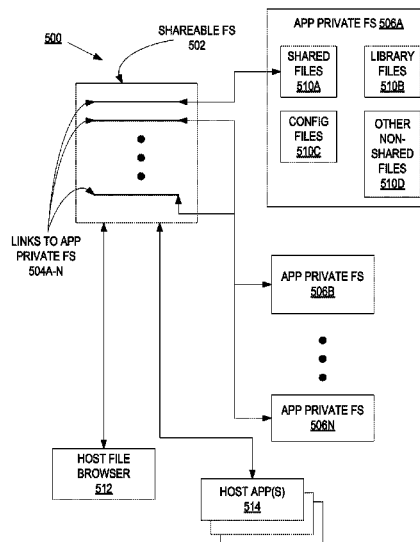 500
SHAREABLE FS
502
APP PRIVATE FS 506A
SHARED
FILES
510A
LIBRARY
FILES
510B
CONFIG
FILES
510C
OTHER
NON-
SHARED
FILES
510D
LINKS TO APP
PRIVATE FS
504A-N
APP PRIVATE FS
506B
APP PRIVATE FS
506N
HOST FILE
BROWSER
512
HOST APP(S)
514